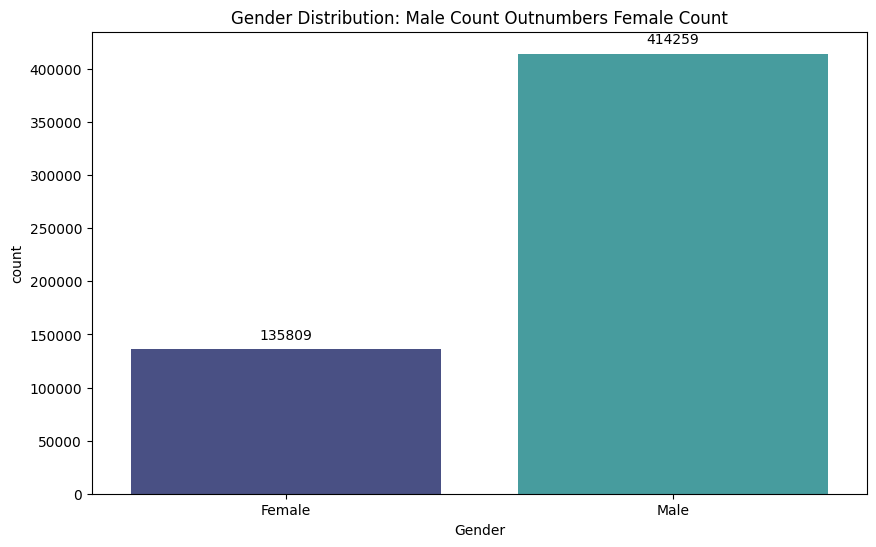 Gender Distribution: Male Count Outnumbers Female Count
414259
400000
350000
300000
250000
200000
150000
135809
100000
50000
0
count
Female
Male
Gender